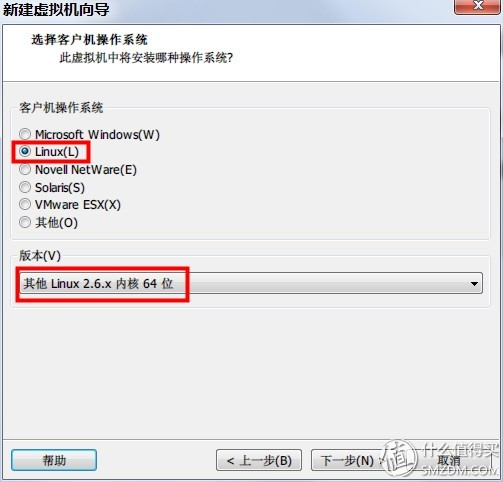 新建虚拟机向导
选择客户机操作系统
此虚拟机中将安装哪种操作系统?
客户机操作系统
Microsoft Windows(W)
Linux(L)
Novell NetWare(E)
Solaris(S)
VMware ESX(X)
其他(O)
版本(V)
其他 Linux 2.6.x 内核 64 位
帮助
< 上一步(B)
下一步(N) >
取消
值 什么值得买
SMZDM.COM